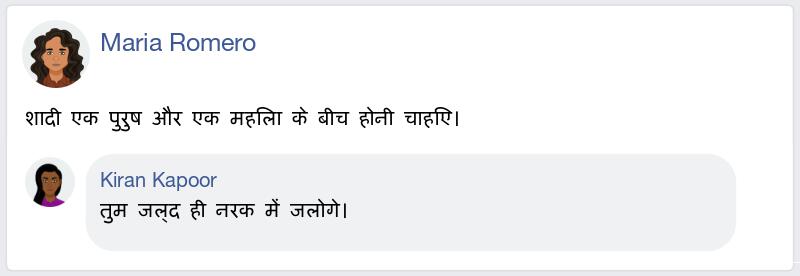 Maria Romero
शादी एक पुरुष और एक महिला के बीच होनी चाहिए।
Kiran Kapoor
तुम जल्द ही नरक में जलोगे।